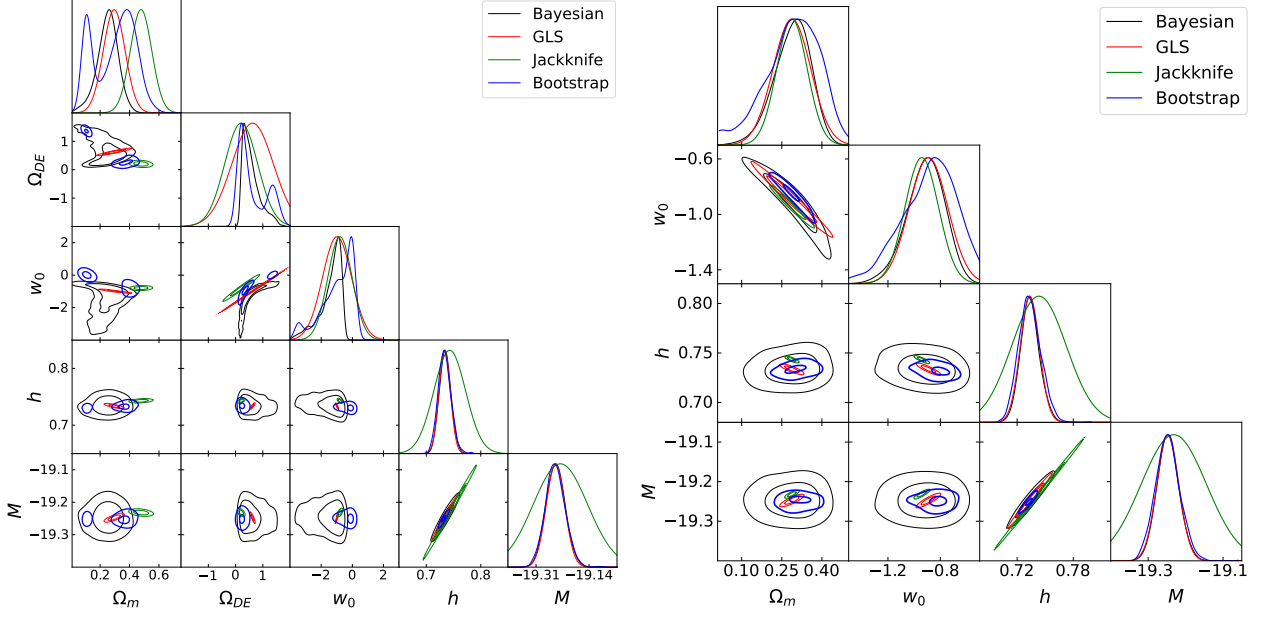 Bayesian
GLS
Jackknife
Bootstrap
1
0
−1
Ω_DE
2
0
−2
w_0
0.8
0.7
h
−19.1
−19.2
−19.3
M
0.2 0.4 0.6
−1 0 1
−2 0 2
0.7 0.8
−19.31 −19.14
Ω_m
Ω_DE
w_0
h
M
Bayesian
GLS
Jackknife
Bootstrap
−0.6
−1.0
−1.5
w_0
0.80
0.75
0.70
h
−19.1
−19.2
−19.3
M
0.10 0.25 0.40
−1.2 −0.8
0.72 0.78
−19.3 −19.1
Ω_m
w_0
h
M